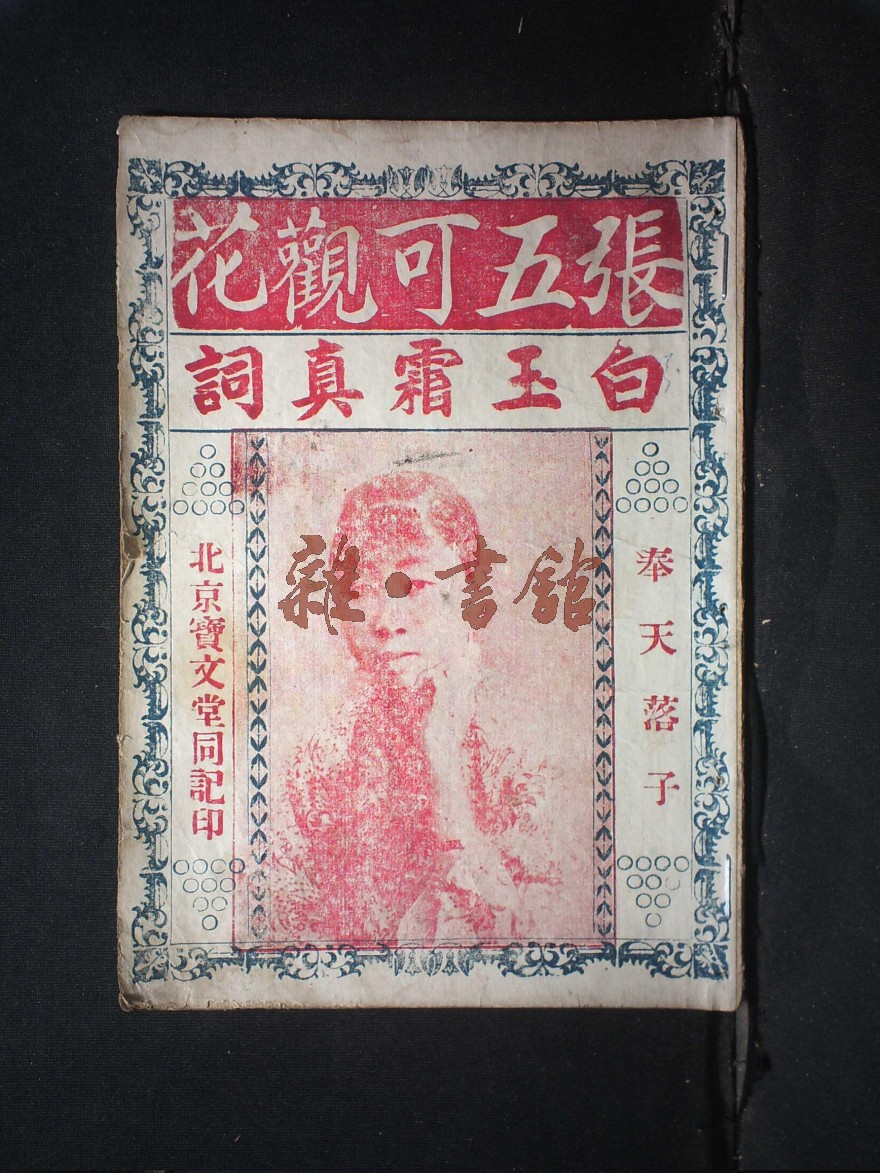 張五可觀花
白玉霜真詞
奉天落子
北京寶文堂同記印
雜·書館